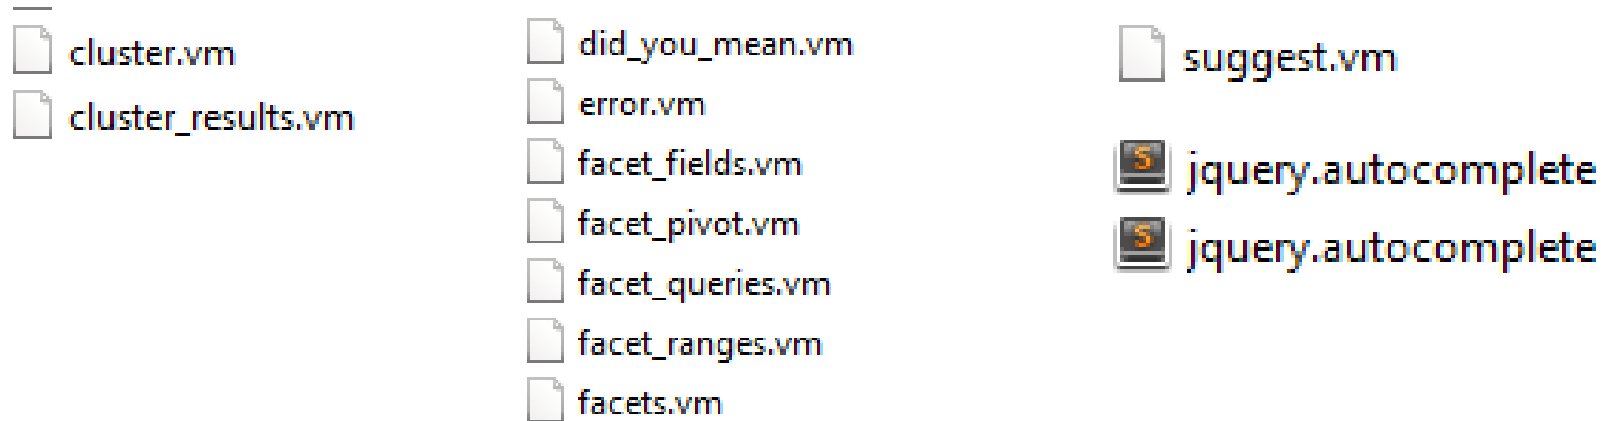 cluster.vm
cluster_results.vm
did_you_mean.vm
error.vm
facet_fields.vm
facet_pivot.vm
facet_queries.vm
facet_ranges.vm
facets.vm
suggest.vm
jquery.autocomplete
jquery.autocomplete